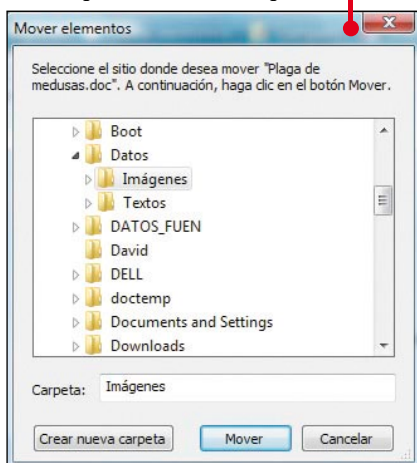 Mover elementos
Seleccione el sitio donde desea mover "Plaga de
medusas.doc". A continuación, haga clic en el botón Mover.
Boot
Datos
Imágenes
Textos
DATOS_FUEN
David
DELL
doctemp
Documents and Settings
Downloads
Carpeta: Imágenes
Crear nueva carpeta Mover Cancelar